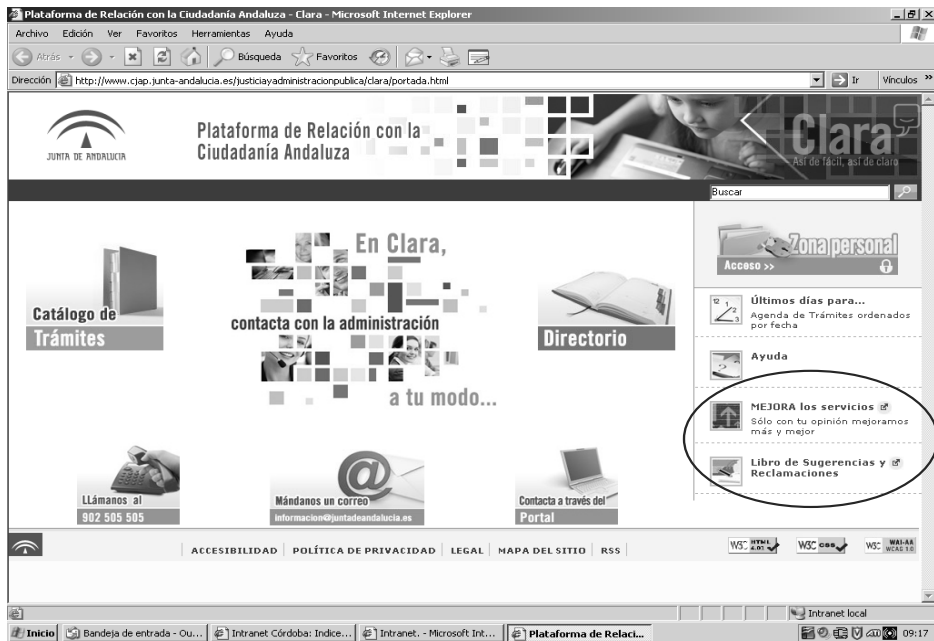 Plataforma de Relación con la Ciudadanía Andaluza - Clara - Microsoft Internet Explorer
Archivo Edición Ver Favoritos Herramientas Ayuda
Atrás Búsqueda Favoritos
Dirección http://www.cjap.junta-andalucia.es/justiciayadministracionpublica/clara/portada.html Ir Vínculos »
JUNTA DE ANDALUCIA
Plataforma de Relación con la
Ciudadanía Andaluza
Clara
Así de fácil, así de claro
Buscar
Catálogo de
Trámites
En Clara,
contacta con la administración
a tu modo...
Directorio
LLámanos al
902 505 505
Mándanos un correo
informacion@juntadeandalucia.es
Contacta a través del
Portal
Zona personal
Acceso >>
Últimos días para...
Agenda de Trámites ordenados
por fecha
Ayuda
MEJORA los servicios
Sólo con tu opinión mejoramos
más y mejor
Libro de Sugerencias y
Reclamaciones
ACCESIBILIDAD | POLÍTICA DE PRIVACIDAD | LEGAL | MAPA DEL SITIO | RSS |
W3C HTML 4.01 W3C css W3C WAI-AA WCAG 1.0
Intranet local
Inicio Bandeja de entrada - Ou... Intranet Córdoba: Indice... Intranet. - Microsoft Int... Plataforma de Relaci... 09:17